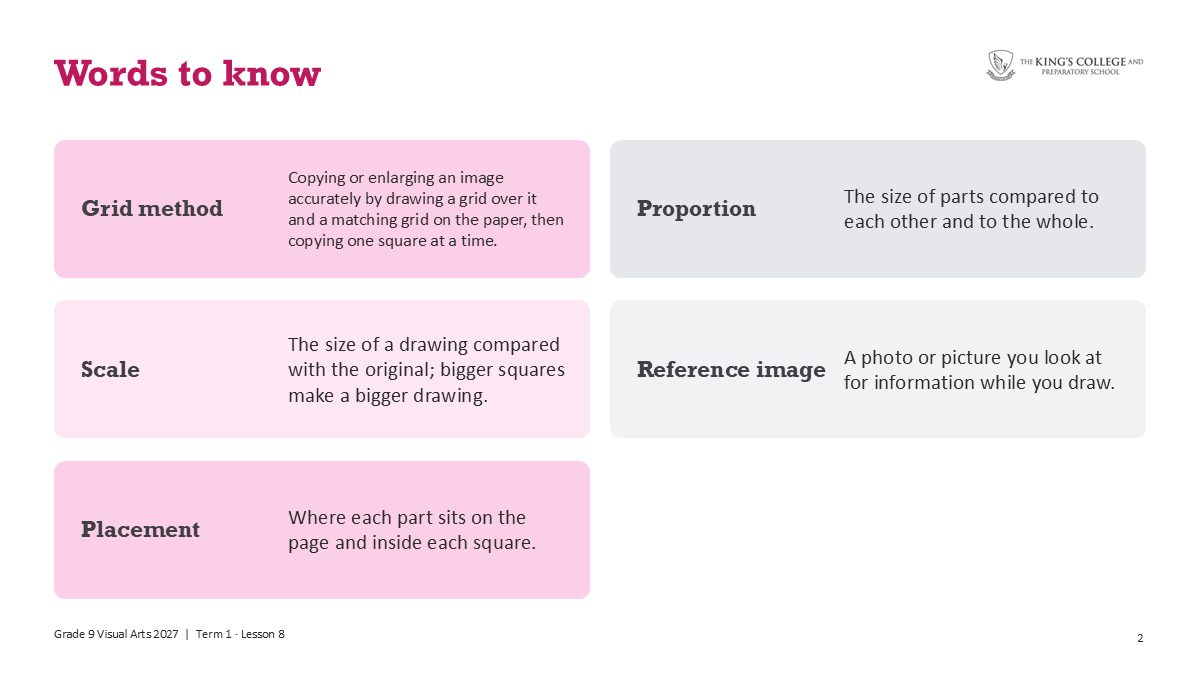 Words to know
THE KING'S COLLEGE AND
PREPARATORY SCHOOL
Grid method
Copying or enlarging an image
accurately by drawing a grid over it
and a matching grid on the paper, then
copying one square at a time.
Proportion
The size of parts compared to
each other and to the whole.
Scale
The size of a drawing compared
with the original; bigger squares
make a bigger drawing.
Reference image
A photo or picture you look at
for information while you draw.
Placement
Where each part sits on the
page and inside each square.
Grade 9 Visual Arts 2027 | Term 1 · Lesson 8
2